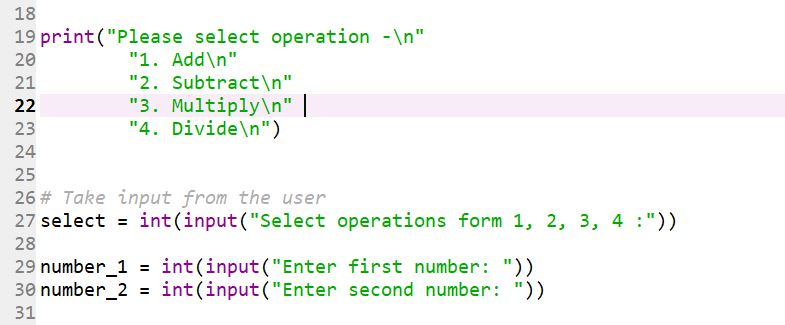 18
19 print("Please select operation -\n"
20 "1. Add\n"
21 "2. Subtract\n"
22 "3. Multiply\n"
23 "4. Divide\n")
24
25
26 # Take input from the user
27 select = int(input("Select operations form 1, 2, 3, 4 :"))
28
29 number_1 = int(input("Enter first number: "))
30 number_2 = int(input("Enter second number: "))
31